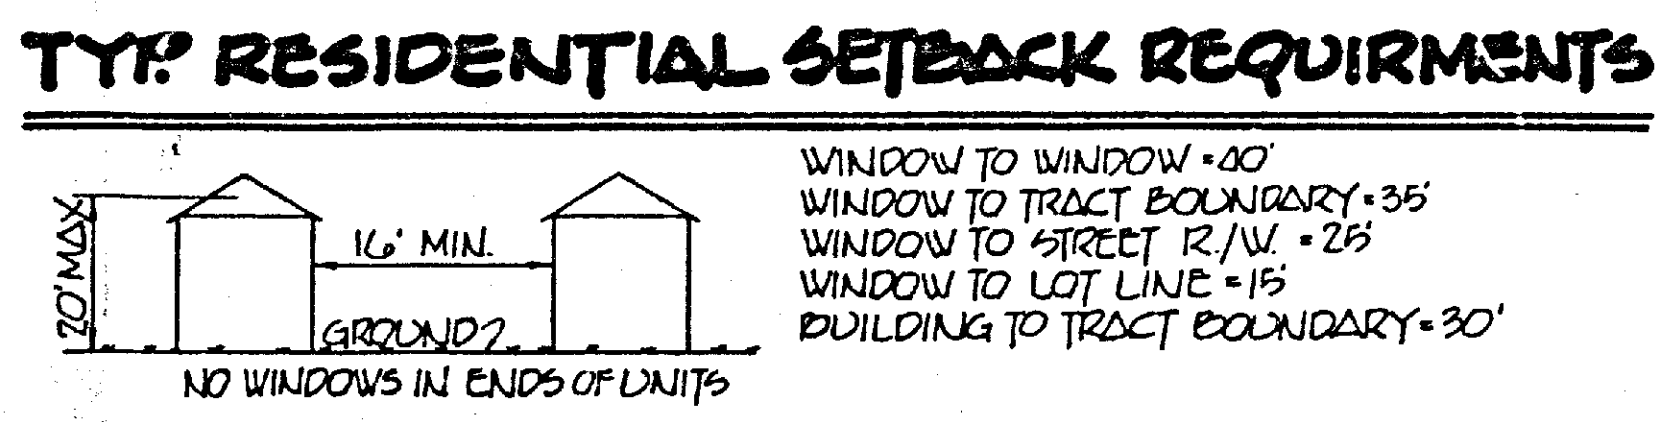 TYP. RESIDENTIAL SETBACK REQUIRMENTS
WINDOW TO WINDOW = 40'
WINDOW TO TRACT BOUNDARY = 35'
WINDOW TO STREET R./W. = 25'
WINDOW TO LOT LINE = 15'
BUILDING TO TRACT BOUNDARY = 30'
20' MAX
16' MIN.
GROUND
NO WINDOWS IN ENDS OF UNITS